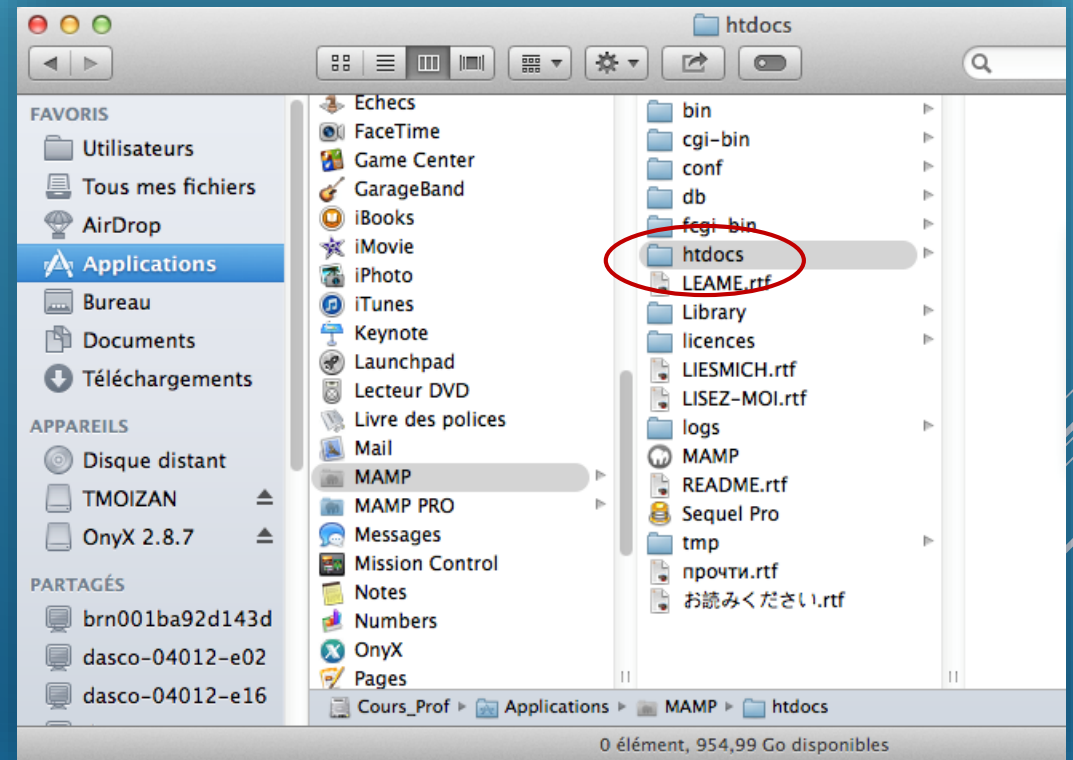 htdocs
FAVORIS
Utilisateurs
Tous mes fichiers
AirDrop
Applications
Bureau
Documents
Téléchargements
APPAREILS
Disque distant
TMOIZAN
OnyX 2.8.7
PARTAGÉS
brn001ba92d143d
dasco-04012-e02
dasco-04012-e16
Echecs
FaceTime
Game Center
GarageBand
iBooks
iMovie
iPhoto
iTunes
Keynote
Launchpad
Lecteur DVD
Livre des polices
Mail
MAMP
MAMP PRO
Messages
Mission Control
Notes
Numbers
OnyX
Pages
bin
cgi-bin
conf
db
fcgi-bin
htdocs
LEAME.rtf
Library
licences
LIESMICH.rtf
LISEZ-MOI.rtf
logs
MAMP
README.rtf
Sequel Pro
tmp
прочти.rtf
お読みください.rtf
Cours_Prof ▸ Applications ▸ MAMP ▸ htdocs
0 élément, 954,99 Go disponibles